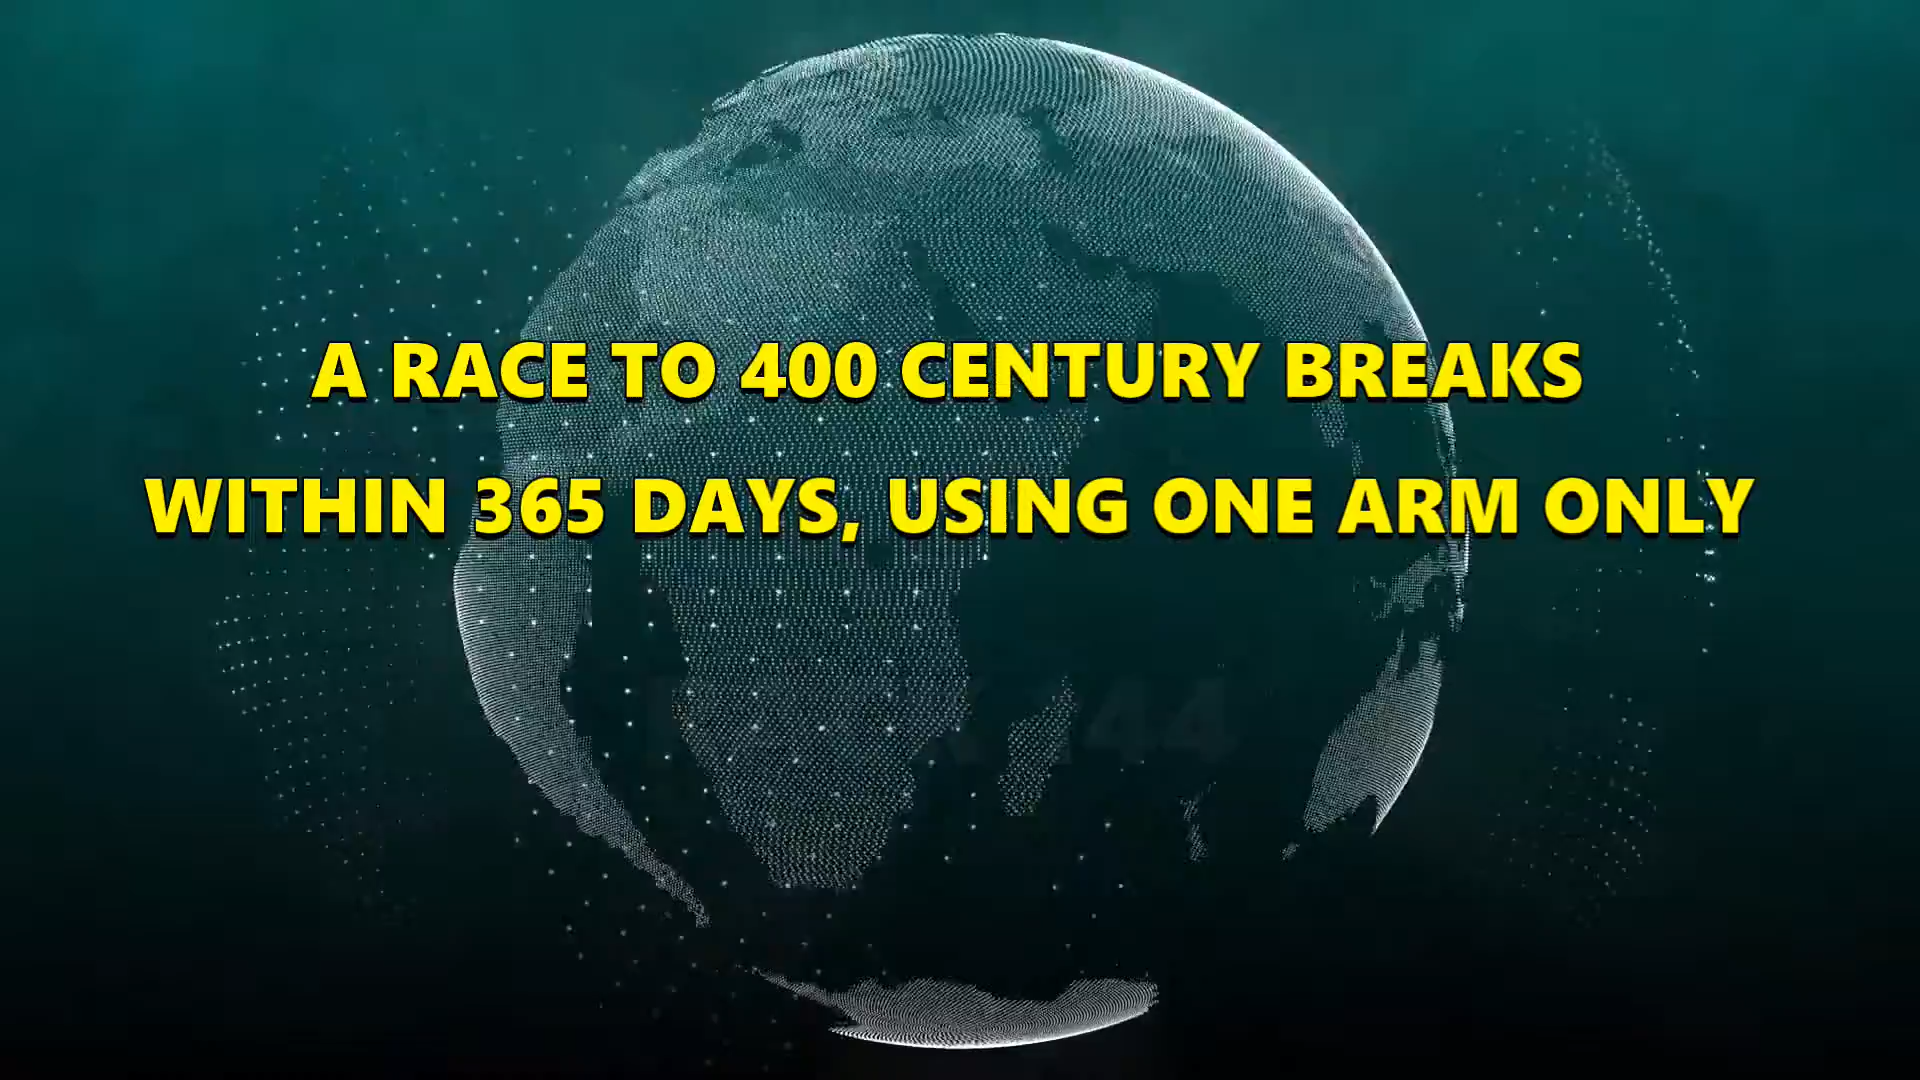 A RACE TO 400 CENTURY BREAKS
WITHIN 365 DAYS, USING ONE ARM ONLY